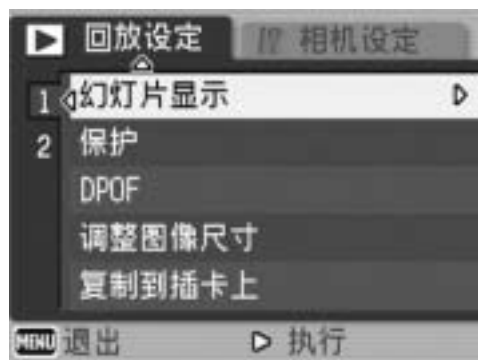 回放设定 相机设定
1 幻灯片显示
2 保护
DPOF
调整图像尺寸
复制到插卡上
MENU 退出 执行